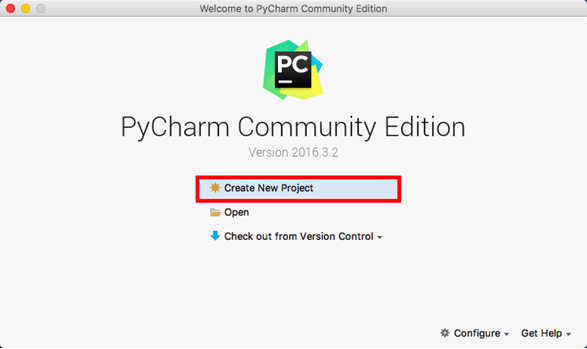 Welcome to PyCharm Community Edition
PC
PyCharm Community Edition
Version 2016.3.2
Create New Project
Open
Check out from Version Control
Configure Get Help